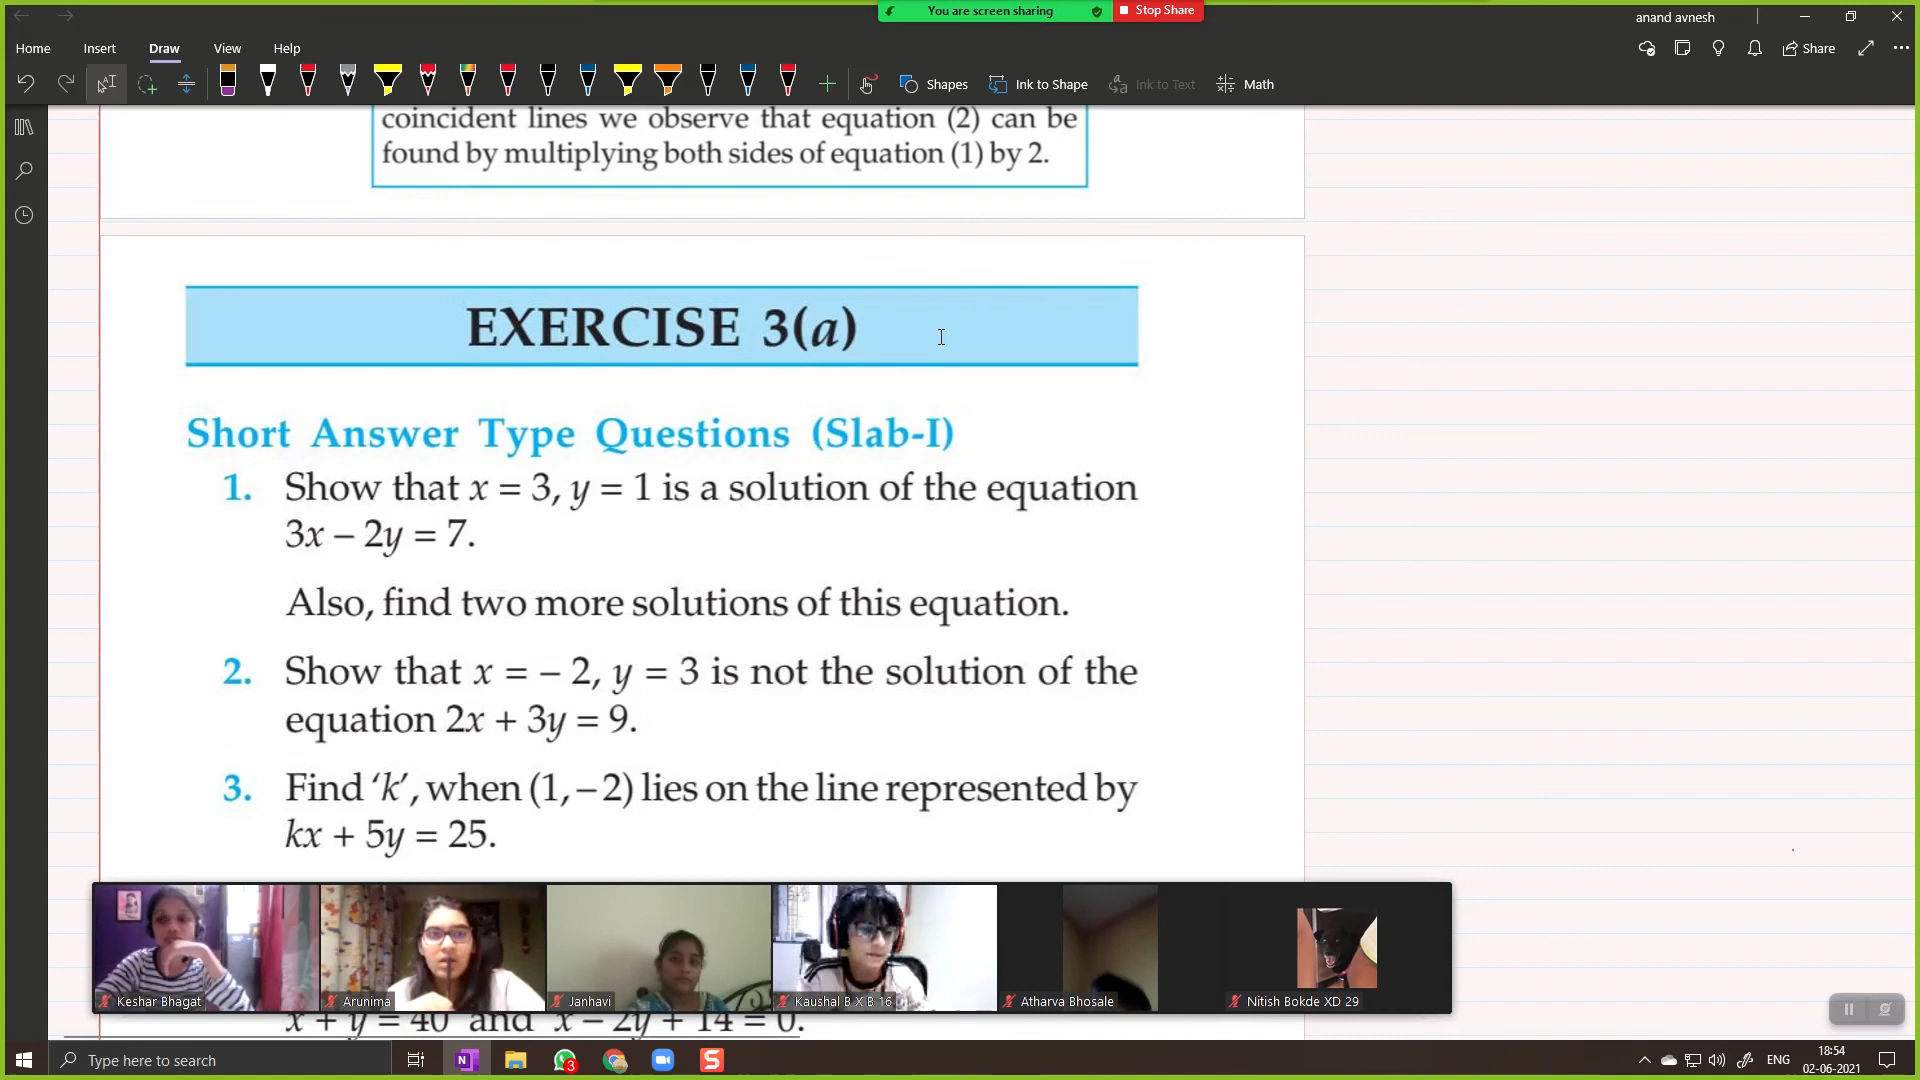 You are screen sharing
Stop Share
anand avnesh
Home Insert Draw View Help
Share
Shapes Ink to Shape Ink to Text Math
coincident lines we observe that equation (2) can be
found by multiplying both sides of equation (1) by 2.
EXERCISE 3(a)
Short Answer Type Questions (Slab-I)
1. Show that x = 3, y = 1 is a solution of the equation
3x – 2y = 7.
Also, find two more solutions of this equation.
2. Show that x = – 2, y = 3 is not the solution of the
equation 2x + 3y = 9.
3. Find ‘k’, when (1, – 2) lies on the line represented by
kx + 5y = 25.
Keshar Bhagat
Arunima
Janhavi
Kaushal B X B 16
Atharva Bhosale
Nitish Bokde XD 29
x + y = 40 and x – 2y + 14 = 0.
Type here to search
N
3
S
ENG
18:54
02-06-2021